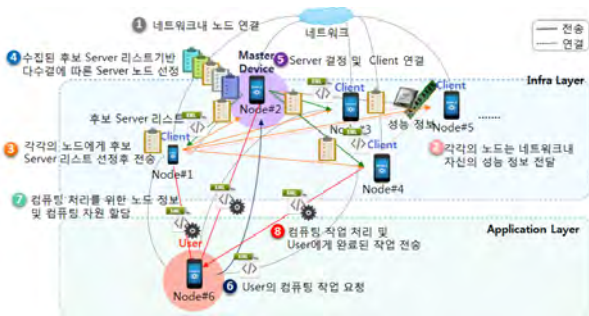 1 네트워크내 노드 연결
네트워크
전송
연결
4 수집된 후보 Server 리스트기반
다수결에 따른 Server 노드 선정
Master
Device
5 Server 결정 및 Client 연결
Infra Layer
Node#2
Client
Node#3
Client
Node#5
.......
성능 정보
후보 Server 리스트
XML
3 각각의 노드에게 후보
Server 리스트 선정후 전송
Client
Node#1
Client
Node#4
2 각각의 노드는 네트워크내
자신의 성능 정보 전달
7 컴퓨팅 처리를 위한 노드 정보
및 컴퓨팅 자원 할당
XML
XML
XML
8 컴퓨팅 작업 처리 및
User에게 완료된 작업 전송
Application Layer
User
Node#6
XML
6 User의 컴퓨팅 작업 요청